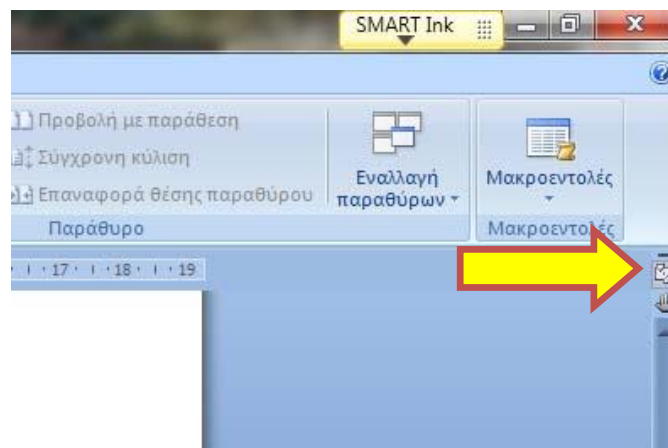 SMART Ink
Προβολή με παράθεση
Σύγχρονη κύλιση
Επαναφορά θέσης παραθύρου
Εναλλαγή
παραθύρων
Μακροεντολές
Παράθυρο
Μακροεντολές
17 18 19